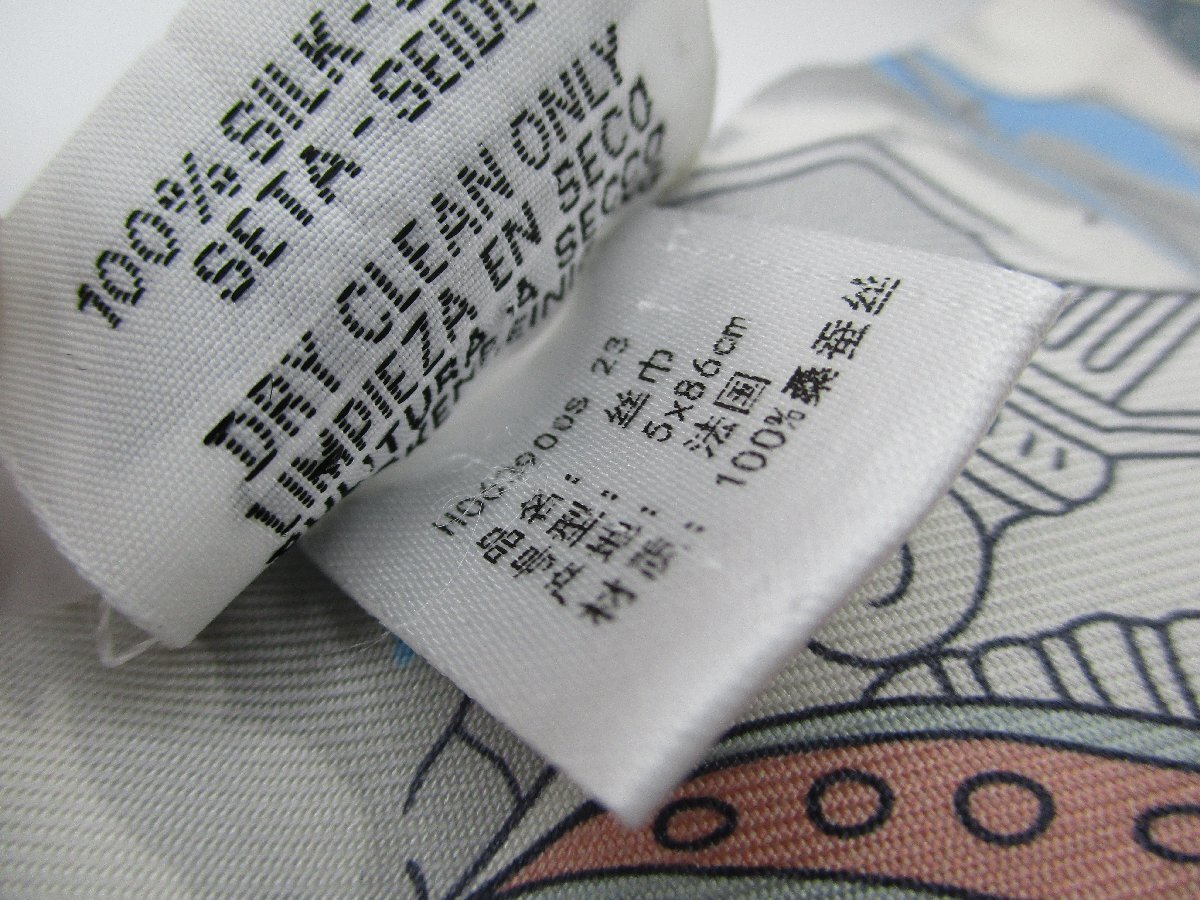 100% SILK-
SETA-SEIDE
DRY CLEAN ONLY
LIMPIEZA EN SECO
SECCO
H063900S 23
品名: 丝巾
号型: 5x86cm
产地: 法国
材质: 100%桑蚕丝